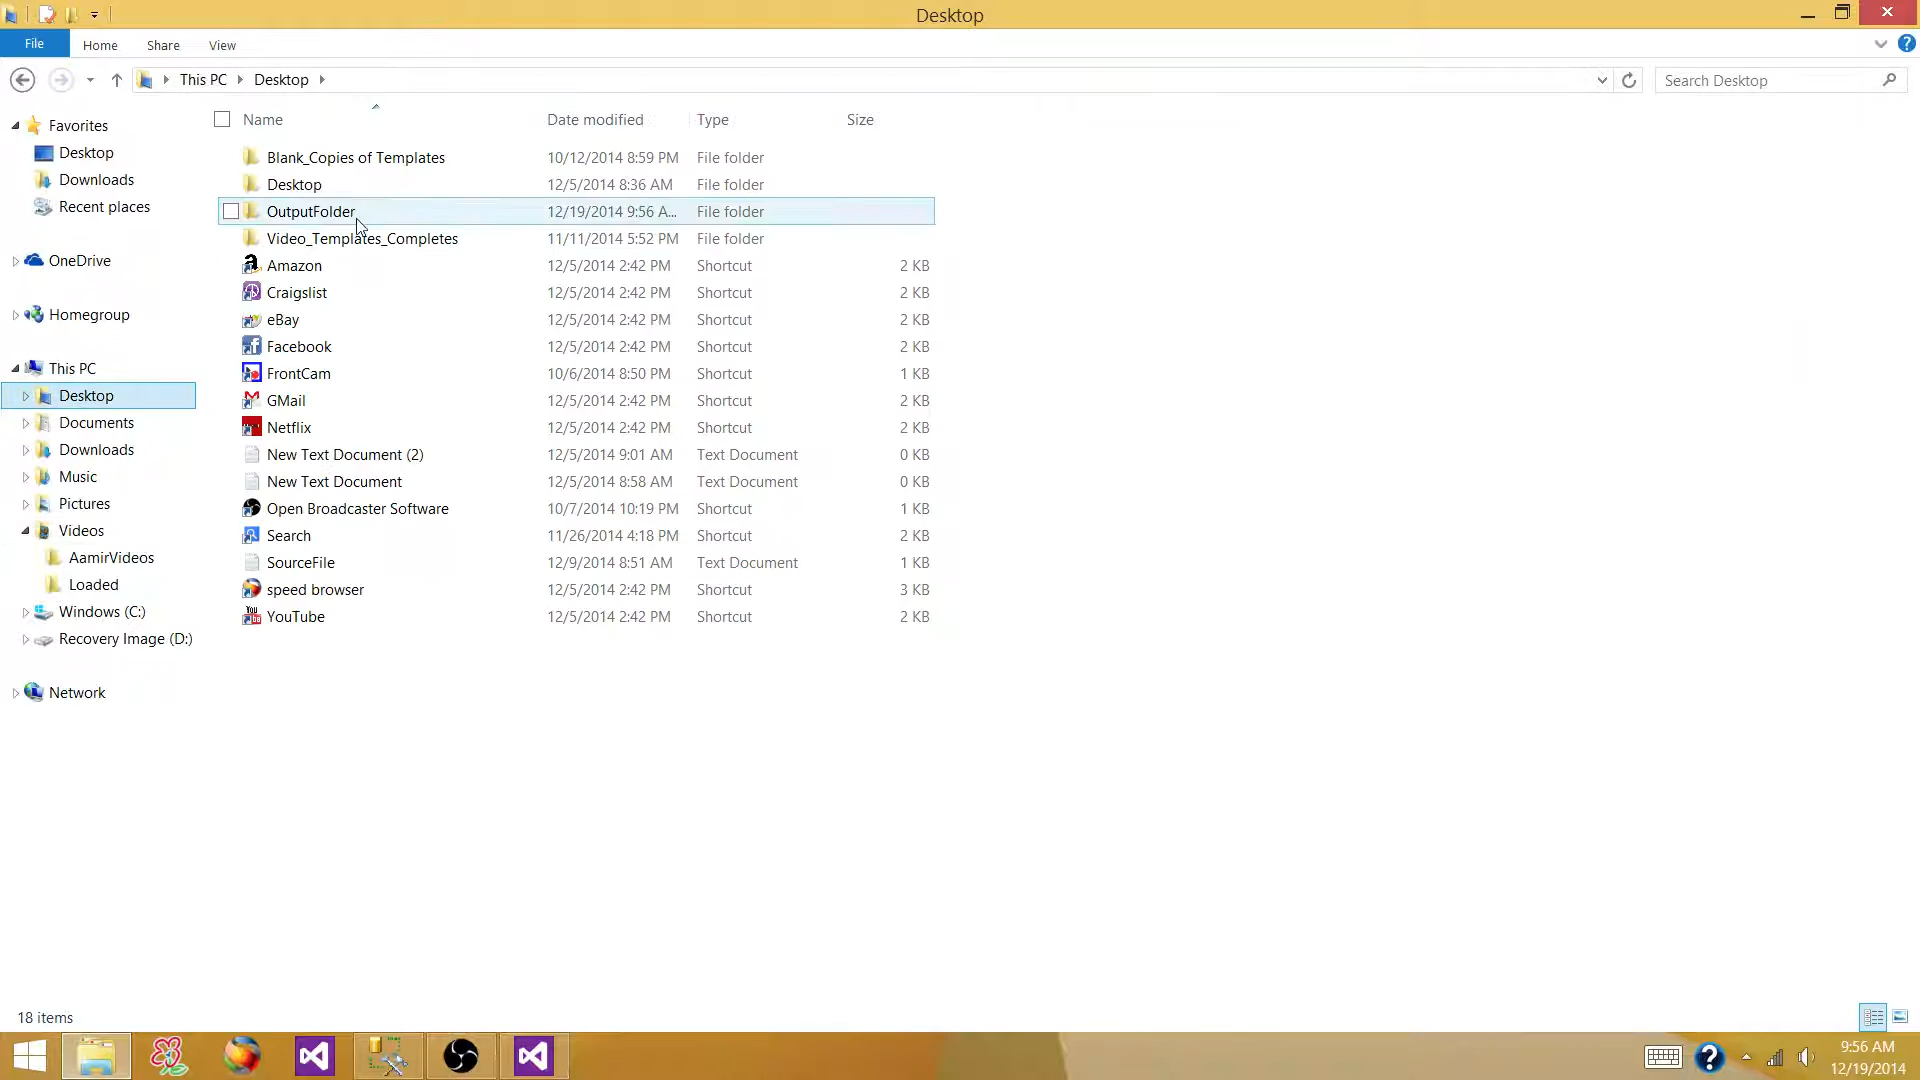 Desktop
File Home Share View
This PC Desktop
Search Desktop
Name Date modified Type Size
Favorites
Desktop
Downloads
Recent places
OneDrive
Homegroup
This PC
Desktop
Documents
Downloads
Music
Pictures
Videos
AamirVideos
Loaded
Windows (C:)
Recovery Image (D:)
Network
Blank_Copies of Templates 10/12/2014 8:59 PM File folder
Desktop 12/5/2014 8:36 AM File folder
OutputFolder 12/19/2014 9:56 A... File folder
Video_Templates_Completes 11/11/2014 5:52 PM File folder
Amazon 12/5/2014 2:42 PM Shortcut 2 KB
Craigslist 12/5/2014 2:42 PM Shortcut 2 KB
eBay 12/5/2014 2:42 PM Shortcut 2 KB
Facebook 12/5/2014 2:42 PM Shortcut 2 KB
FrontCam 10/6/2014 8:50 PM Shortcut 1 KB
GMail 12/5/2014 2:42 PM Shortcut 2 KB
Netflix 12/5/2014 2:42 PM Shortcut 2 KB
New Text Document (2) 12/5/2014 9:01 AM Text Document 0 KB
New Text Document 12/5/2014 8:58 AM Text Document 0 KB
Open Broadcaster Software 10/7/2014 10:19 PM Shortcut 1 KB
Search 11/26/2014 4:18 PM Shortcut 2 KB
SourceFile 12/9/2014 8:51 AM Text Document 1 KB
speed browser 12/5/2014 2:42 PM Shortcut 3 KB
YouTube 12/5/2014 2:42 PM Shortcut 2 KB
18 items
9:56 AM
12/19/2014